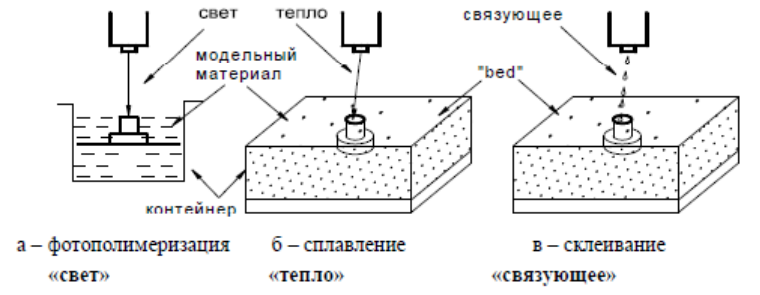 свет тепло связующее
модельный
материал
"bed"
контейнер
а – фотополимеризация б – сплавление в – склеивание
«свет» «тепло» «связующее»